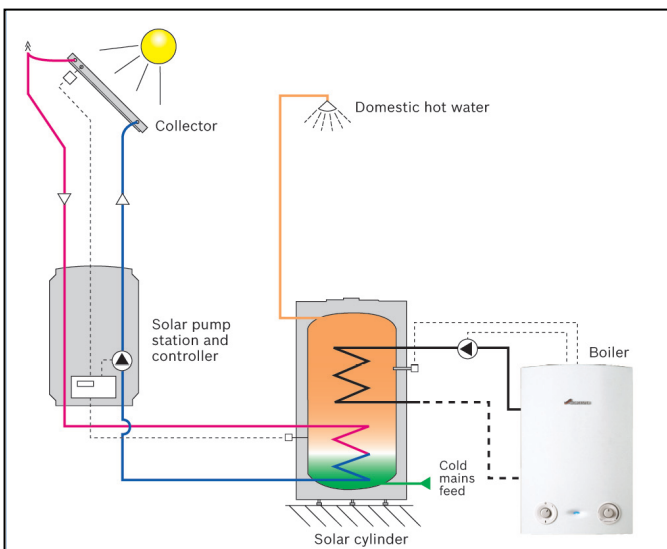 Collector
Domestic hot water
Solar pump
station and
controller
Boiler
Cold
mains
feed
Solar cylinder